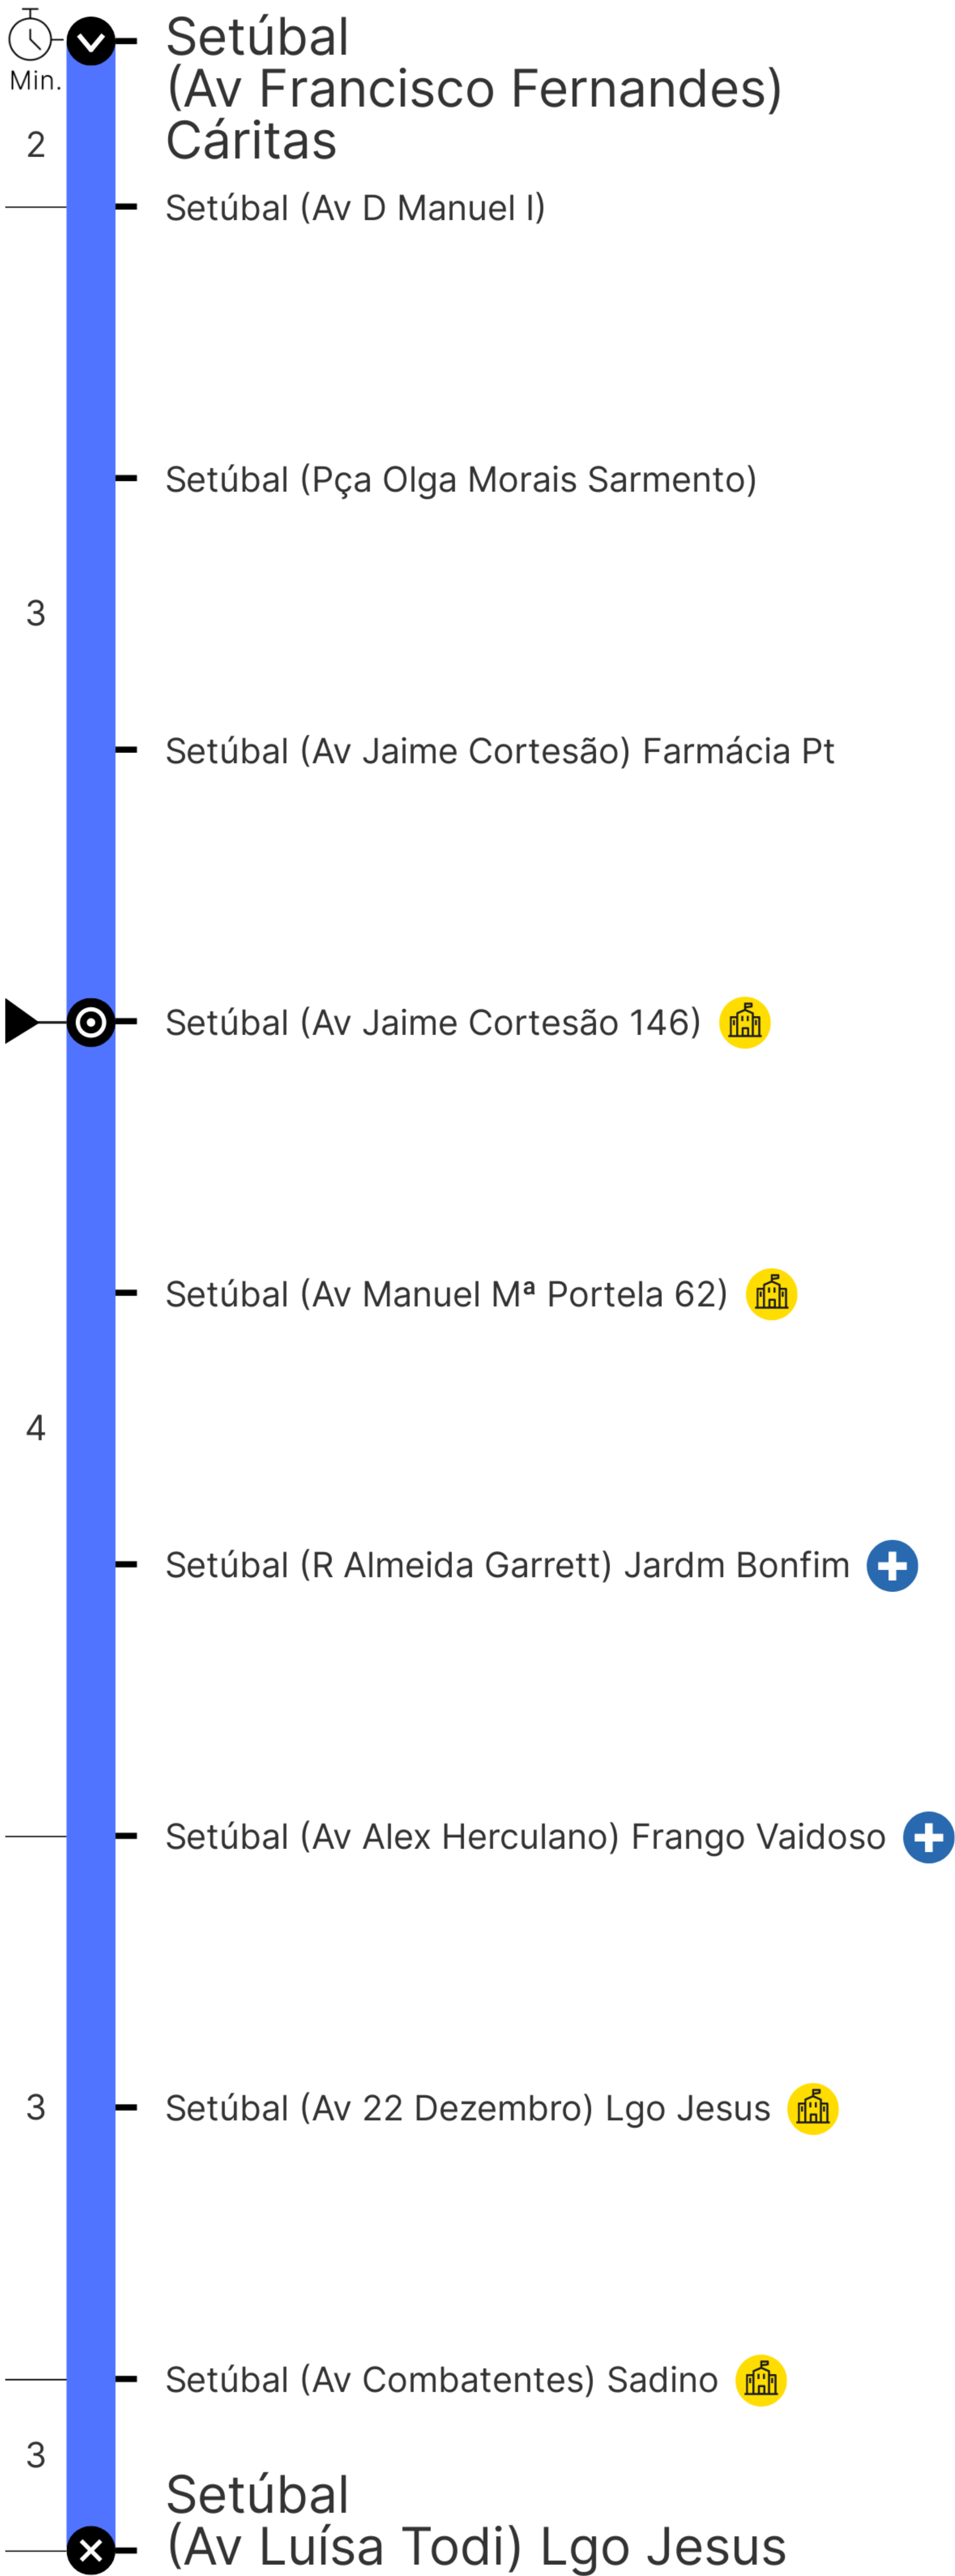 Setúbal
(Av Francisco Fernandes)
Cáritas
Min.
2
Setúbal (Av D Manuel I)
Setúbal (Pça Olga Morais Sarmento)
3
Setúbal (Av Jaime Cortesão) Farmácia Pt
Setúbal (Av Jaime Cortesão 146)
Setúbal (Av Manuel Mª Portela 62)
4
Setúbal (R Almeida Garrett) Jardm Bonfim
Setúbal (Av Alex Herculano) Frango Vaidoso
3
Setúbal (Av 22 Dezembro) Lgo Jesus
Setúbal (Av Combatentes) Sadino
3
Setúbal
(Av Luísa Todi) Lgo Jesus